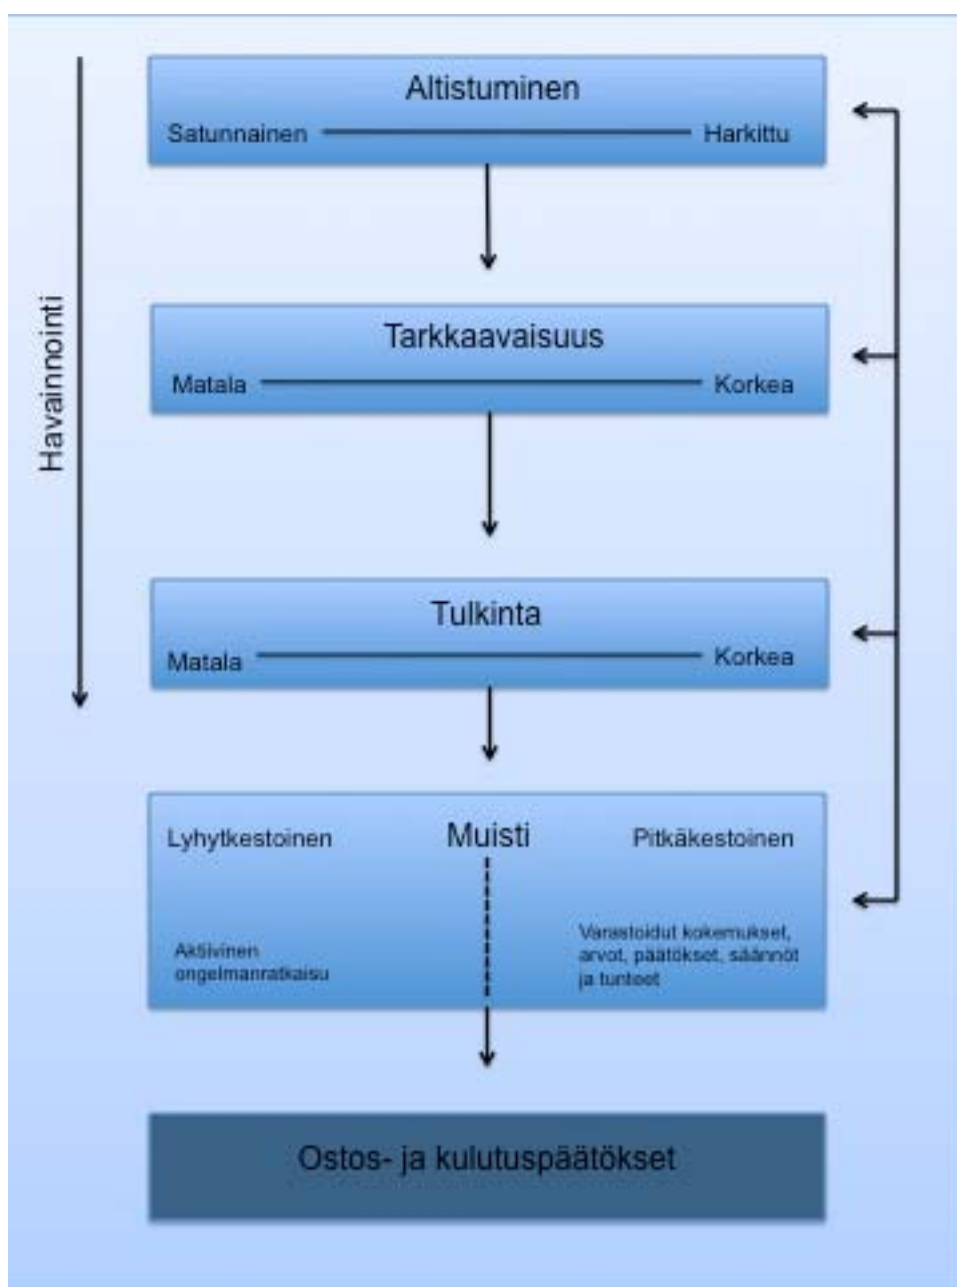 Altistuminen
Satunnainen Harkittu
Havainnointi
Tarkkaavaisuus
Matala Korkea
Tulkinta
Matala Korkea
Lyhytkestoinen Muisti Pitkäkestoinen
Aktiivinen
ongelmanratkaisu
Varastoidut kokemukset,
arvot, päätökset, säännöt
ja tunteet
Ostos- ja kulutuspäätökset